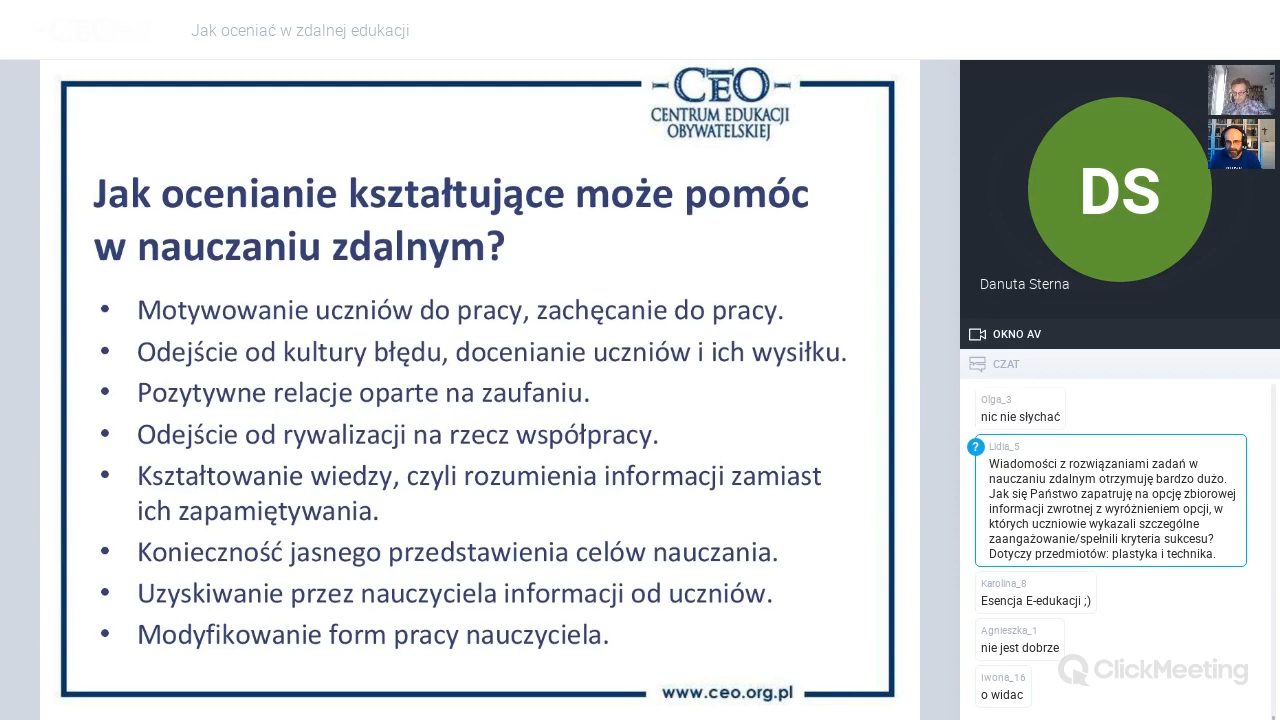 Jak oceniać w zdalnej edukacji
CEO
CENTRUM EDUKACJI
OBYWATELSKIEJ
Jak ocenianie kształtujące może pomóc
w nauczaniu zdalnym?
• Motywowanie uczniów do pracy, zachęcanie do pracy.
• Odejście od kultury błędu, docenianie uczniów i ich wysiłku.
• Pozytywne relacje oparte na zaufaniu.
• Odejście od rywalizacji na rzecz współpracy.
• Kształtowanie wiedzy, czyli rozumienia informacji zamiast
ich zapamiętywania.
• Konieczność jasnego przedstawienia celów nauczania.
• Uzyskiwanie przez nauczyciela informacji od uczniów.
• Modyfikowanie form pracy nauczyciela.
www.ceo.org.pl
DS
Danuta Sterna
OKNO AV
CZAT
Olga_3
nic nie słychać
?
Lidia_5
Wiadomości z rozwiązaniami zadań w
nauczaniu zdalnym otrzymuję bardzo dużo.
Jak się Państwo zapatruję na opcję zbiorowej
informacji zwrotnej z wyróżnieniem opcji, w
których uczniowie wykazali szczególne
zaangażowanie/spełnili kryteria sukcesu?
Dotyczy przedmiotów: plastyka i technika.
Karolina_8
Esencja E-edukacji ;)
Agnieszka_1
nie jest dobrze
Iwona_16
o widac
ClickMeeting